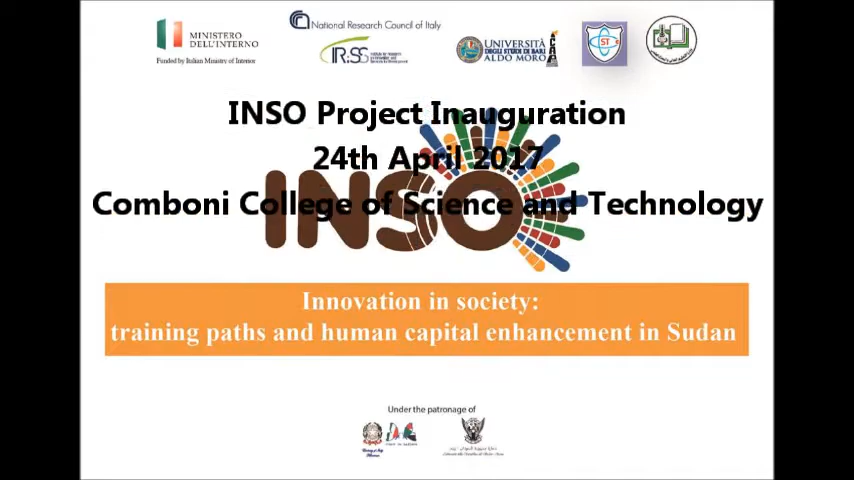 MINISTERO
DELL'INTERNO
Funded by Italian Ministry of Interior
National Research Council of Italy
IRiSS
UNIVERSITÀ
DEGLI STUDI DI BARI
ALDO MORO
INSO Project Inauguration
24th April 2017
Comboni College of Science and Technology
INSO
Innovation in society:
training paths and human capital enhancement in Sudan
Under the patronage of